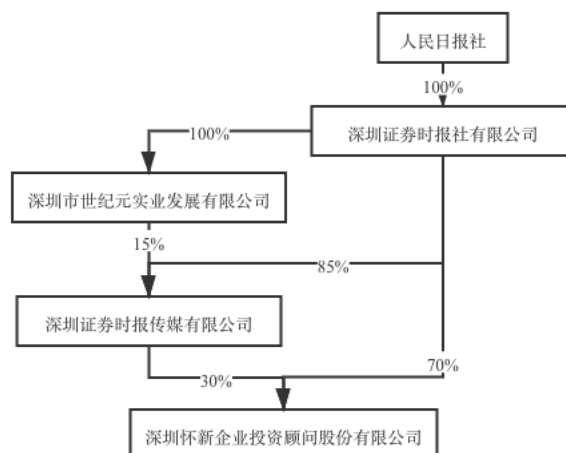 人民日报社
100%
深圳证券时报社有限公司
100%
深圳市世纪元实业发展有限公司
15%
85%
深圳证券时报传媒有限公司
30%
70%
深圳怀新企业投资顾问股份有限公司